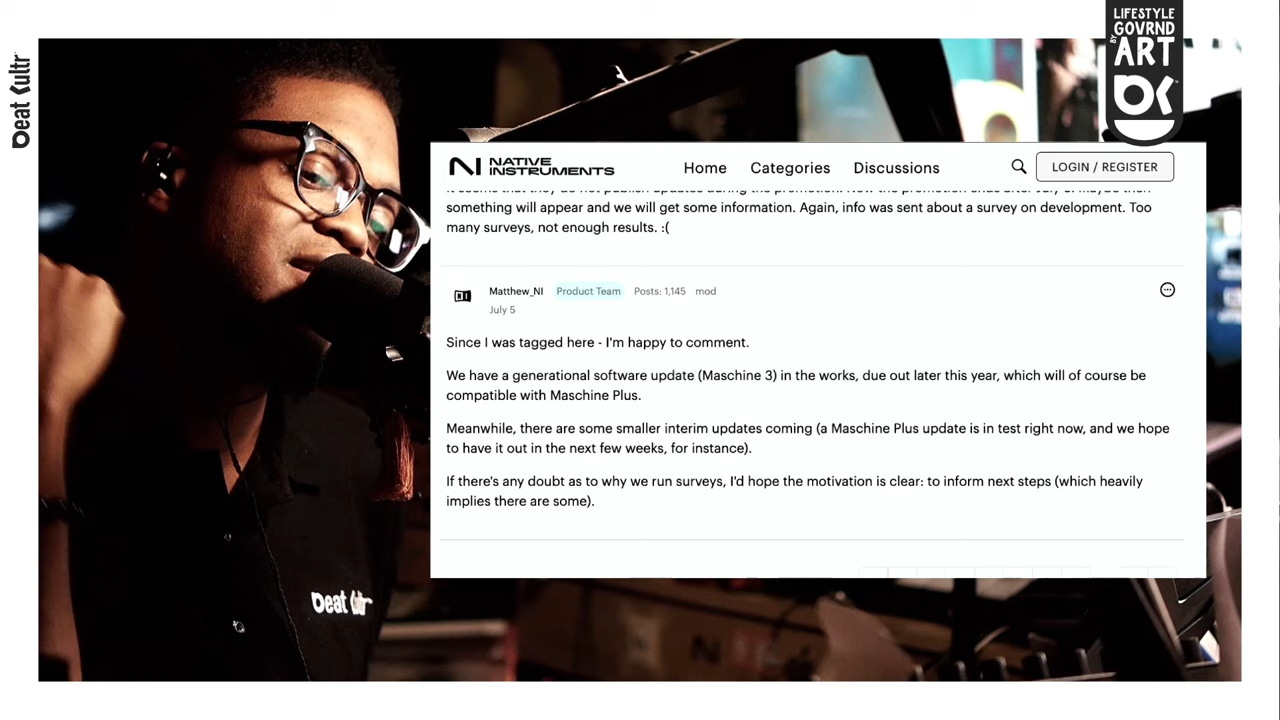 Beat Kultr
LIFESTYLE
GOVRND
BY
ART
NATIVE
INSTRUMENTS
Home
Categories
Discussions
LOGIN / REGISTER
something will appear and we will get some information. Again, info was sent about a survey on development. Too
many surveys, not enough results. :(
Matthew_NI Product Team Posts: 1,145 mod
July 5
Since I was tagged here - I'm happy to comment.
We have a generational software update (Maschine 3) in the works, due out later this year, which will of course be
compatible with Maschine Plus.
Meanwhile, there are some smaller interim updates coming (a Maschine Plus update is in test right now, and we hope
to have it out in the next few weeks, for instance).
If there's any doubt as to why we run surveys, I'd hope the motivation is clear: to inform next steps (which heavily
implies there are some).
Beat Kultr